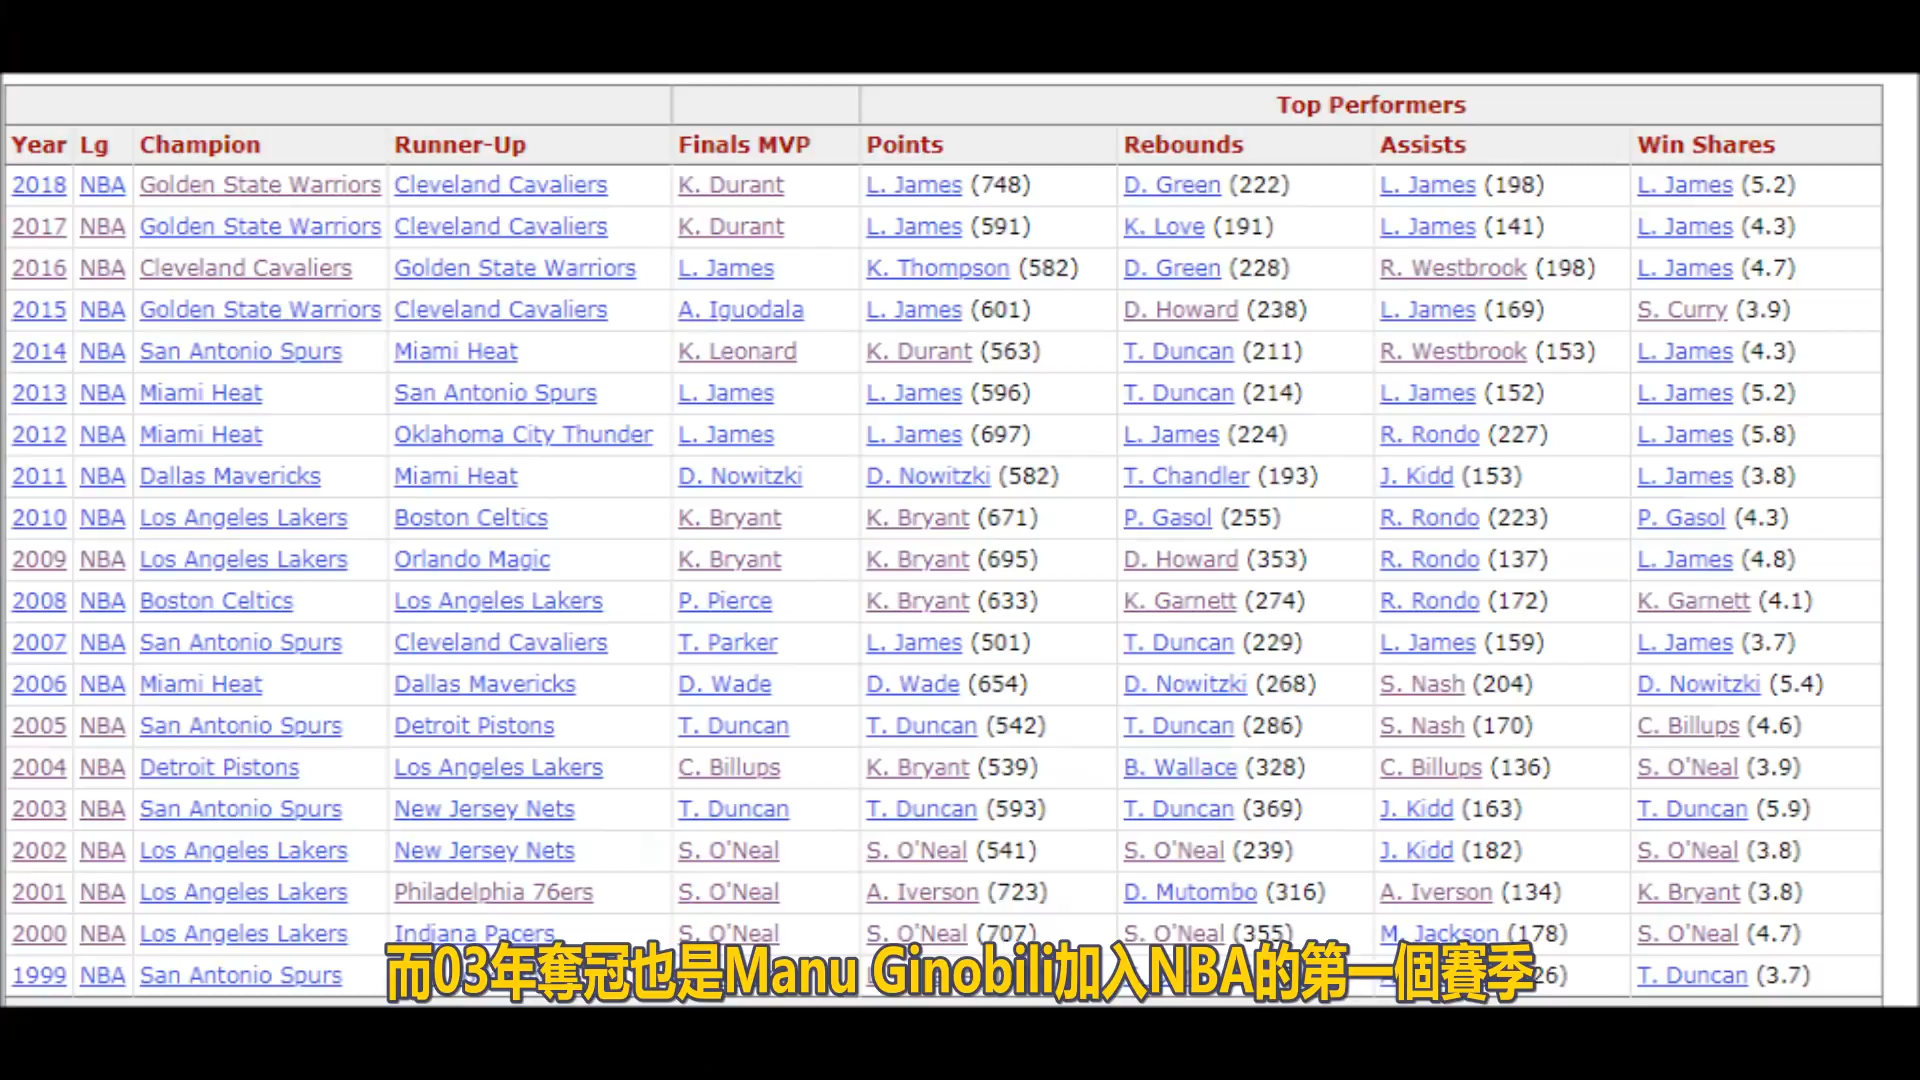 Top Performers
Year Lg Champion Runner-Up Finals MVP Points Rebounds Assists Win Shares
2018 NBA Golden State Warriors Cleveland Cavaliers K. Durant L. James (748) D. Green (222) L. James (198) L. James (5.2)
2017 NBA Golden State Warriors Cleveland Cavaliers K. Durant L. James (591) K. Love (191) L. James (141) L. James (4.3)
2016 NBA Cleveland Cavaliers Golden State Warriors L. James K. Thompson (582) D. Green (228) R. Westbrook (198) L. James (4.7)
2015 NBA Golden State Warriors Cleveland Cavaliers A. Iguodala L. James (601) D. Howard (238) L. James (169) S. Curry (3.9)
2014 NBA San Antonio Spurs Miami Heat K. Leonard K. Durant (563) T. Duncan (211) R. Westbrook (153) L. James (4.3)
2013 NBA Miami Heat San Antonio Spurs L. James L. James (596) T. Duncan (214) L. James (152) L. James (5.2)
2012 NBA Miami Heat Oklahoma City Thunder L. James L. James (697) L. James (224) R. Rondo (227) L. James (5.8)
2011 NBA Dallas Mavericks Miami Heat D. Nowitzki D. Nowitzki (582) T. Chandler (193) J. Kidd (153) L. James (3.8)
2010 NBA Los Angeles Lakers Boston Celtics K. Bryant K. Bryant (671) P. Gasol (255) R. Rondo (223) P. Gasol (4.3)
2009 NBA Los Angeles Lakers Orlando Magic K. Bryant K. Bryant (695) D. Howard (353) R. Rondo (137) L. James (4.8)
2008 NBA Boston Celtics Los Angeles Lakers P. Pierce K. Bryant (633) K. Garnett (274) R. Rondo (172) K. Garnett (4.1)
2007 NBA San Antonio Spurs Cleveland Cavaliers T. Parker L. James (501) T. Duncan (229) L. James (159) L. James (3.7)
2006 NBA Miami Heat Dallas Mavericks D. Wade D. Wade (654) D. Nowitzki (268) S. Nash (204) D. Nowitzki (5.4)
2005 NBA San Antonio Spurs Detroit Pistons T. Duncan T. Duncan (542) T. Duncan (286) S. Nash (170) C. Billups (4.6)
2004 NBA Detroit Pistons Los Angeles Lakers C. Billups K. Bryant (539) B. Wallace (328) C. Billups (136) S. O'Neal (3.9)
2003 NBA San Antonio Spurs New Jersey Nets T. Duncan T. Duncan (593) T. Duncan (369) J. Kidd (163) T. Duncan (5.9)
2002 NBA Los Angeles Lakers New Jersey Nets S. O'Neal S. O'Neal (541) S. O'Neal (239) J. Kidd (182) S. O'Neal (3.8)
2001 NBA Los Angeles Lakers Philadelphia 76ers S. O'Neal A. Iverson (723) D. Mutombo (316) A. Iverson (134) K. Bryant (3.8)
2000 NBA Los Angeles Lakers Indiana Pacers S. O'Neal S. O'Neal (707) S. O'Neal (355) M. Jackson (178) S. O'Neal (4.7)
1999 NBA San Antonio Spurs T. Duncan (3.7)
而03年奪冠也是Manu Ginobili加入NBA的第一個賽季